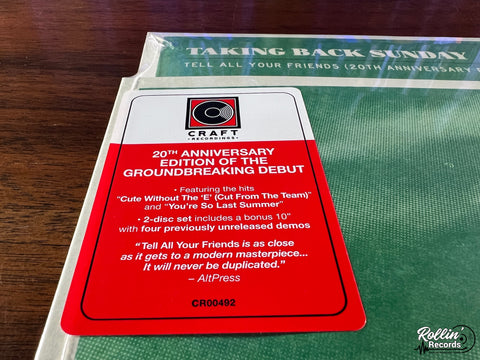 TAKING BACK SUNDAY
TELL ALL YOUR FRIENDS (20TH ANNIVERSARY
CRAFT
RECORDINGS
20TH ANNIVERSARY
EDITION OF THE
GROUNDBREAKING DEBUT
• Featuring the hits
"Cute Without The 'E' (Cut From The Team)"
and "You're So Last Summer"
• 2-disc set includes a bonus 10"
with four previously unreleased demos
"Tell All Your Friends is as close
as it gets to a modern masterpiece...
It will never be duplicated."
– AltPress
CR00492
Rollin
Records